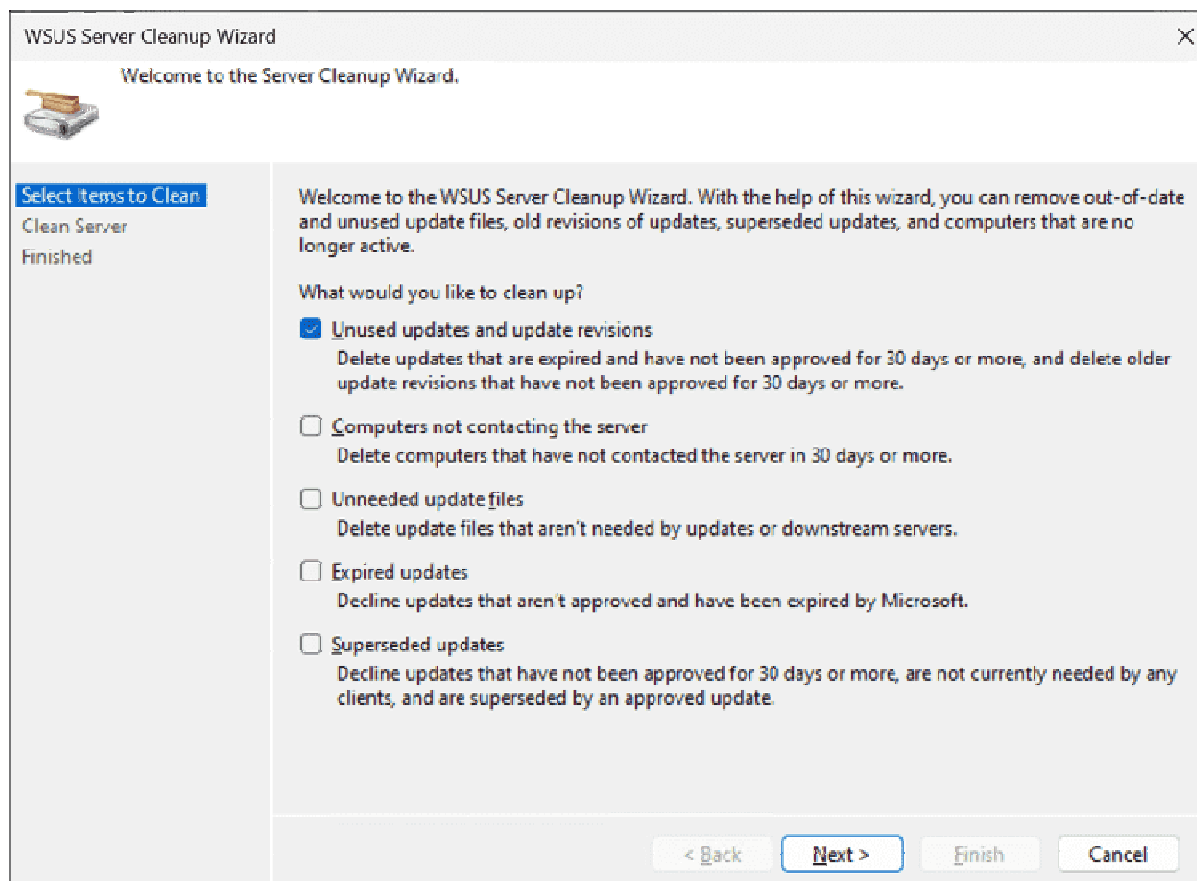 WSUS Server Cleanup Wizard
Welcome to the Server Cleanup Wizard.
Select Items to Clean
Clean Server
Finished
Welcome to the WSUS Server Cleanup Wizard. With the help of this wizard, you can remove out-of-date
and unused update files, old revisions of updates, superseded updates, and computers that are no
longer active.
What would you like to clean up?
Unused updates and update revisions
Delete updates that are expired and have not been approved for 30 days or more, and delete older
update revisions that have not been approved for 30 days or more.
Computers not contacting the server
Delete computers that have not contacted the server in 30 days or more.
Unneeded update files
Delete update files that aren't needed by updates or downstream servers.
Expired updates
Decline updates that aren't approved and have been expired by Microsoft.
Superseded updates
Decline updates that have not been approved for 30 days or more, are not currently needed by any
clients, and are superseded by an approved update.
< Back Next > Finish Cancel